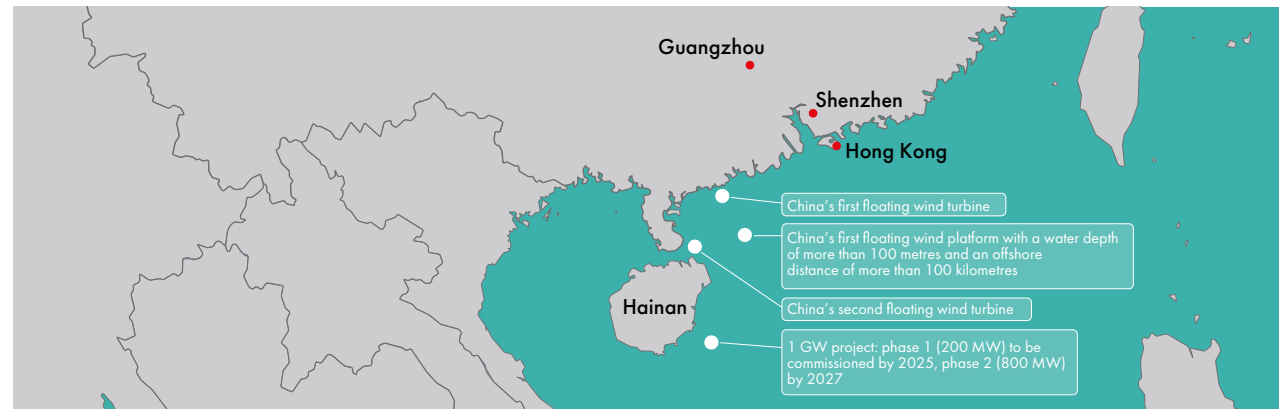 Guangzhou
Shenzhen
Hong Kong
China's first floating wind turbine
China's first floating wind platform with a water depth
of more than 100 metres and an offshore
distance of more than 100 kilometres
China's second floating wind turbine
Hainan
1 GW project: phase 1 (200 MW) to be
commissioned by 2025, phase 2 (800 MW)
by 2027